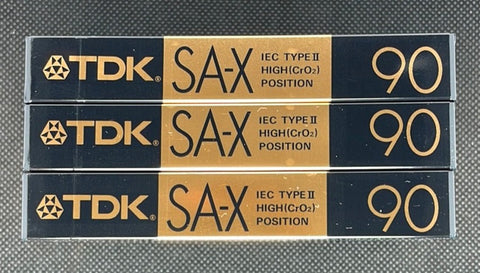 TDK® SA-X IEC TYPE II
HIGH(CrO₂)
POSITION 90
TDK® SA-X IEC TYPE II
HIGH(CrO₂)
POSITION 90
TDK® SA-X IEC TYPE II
HIGH(CrO₂)
POSITION 90